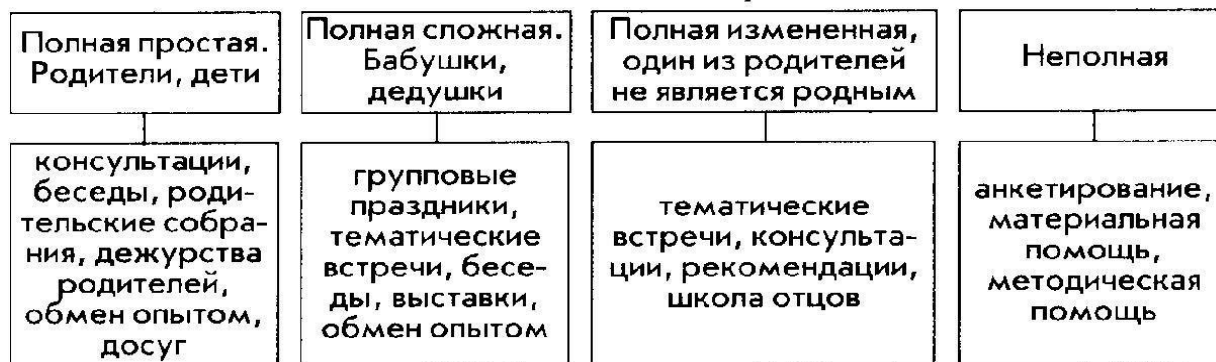 Полная простая.
Родители, дети
Полная сложная.
Бабушки,
дедушки
Полная измененная,
один из родителей
не является родным
Неполная
консультации,
беседы, роди-
тельские собра-
ния, дежурства
родителей,
обмен опытом,
досуг
групповые
праздники,
тематические
встречи, бесе-
ды, выставки,
обмен опытом
тематические
встречи, консульта-
ции, рекомендации,
школа отцов
анкетирование,
материальная
помощь,
методическая
помощь